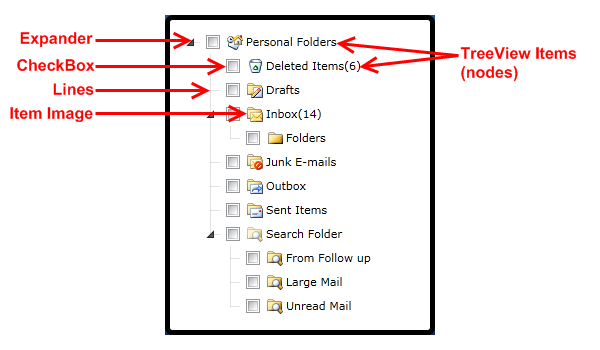 Expander
CheckBox
Lines
Item Image
Personal Folders
Deleted Items(6)
Drafts
Inbox(14)
Folders
Junk E-mails
Outbox
Sent Items
Search Folder
From Follow up
Large Mail
Unread Mail
TreeView Items
(nodes)